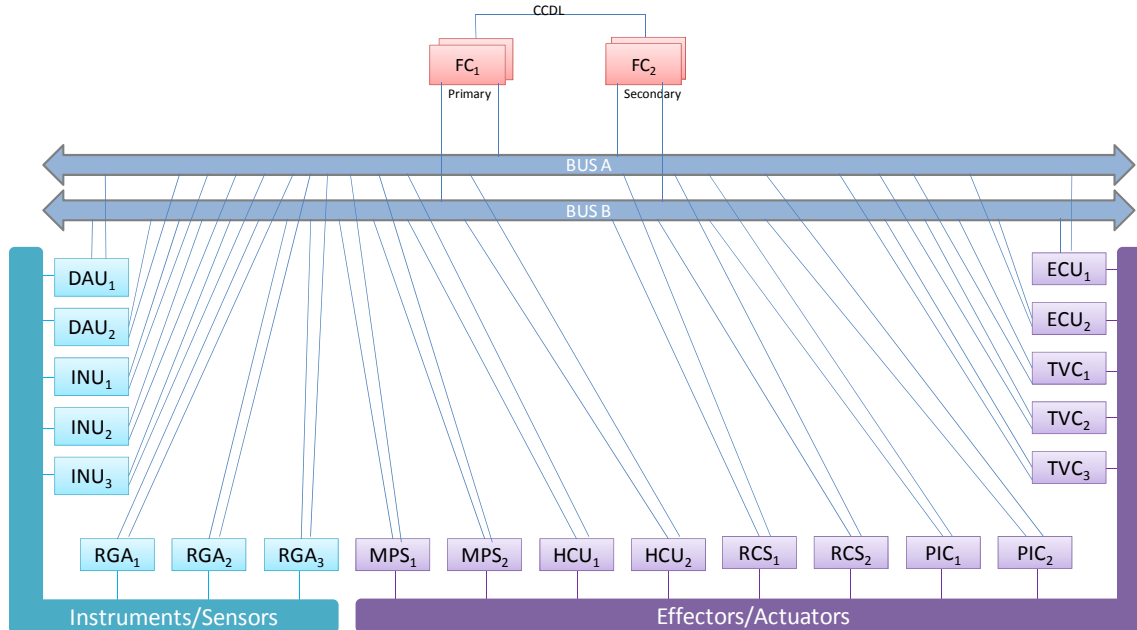 CCDL
FC₁
FC₂
Primary
Secondary
BUS A
BUS B
DAU₁
ECU₁
DAU₂
ECU₂
INU₁
TVC₁
INU₂
TVC₂
INU₃
TVC₃
RGA₁
RGA₂
RGA₃
MPS₁
MPS₂
HCU₁
HCU₂
RCS₁
RCS₂
PIC₁
PIC₂
Instruments/Sensors
Effectors/Actuators